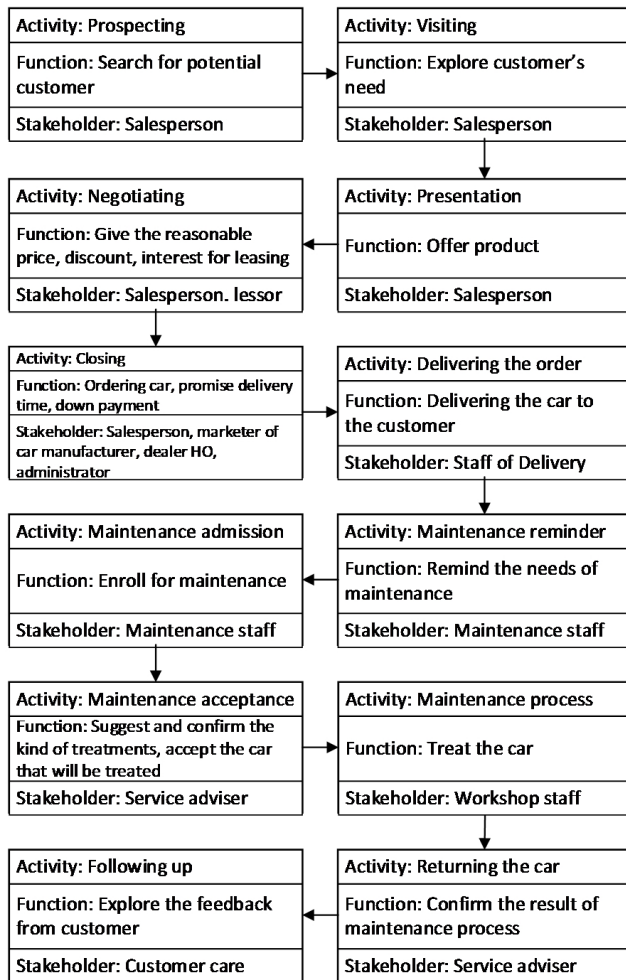 Activity: Prospecting
Function: Search for potential
customer
Stakeholder: Salesperson
Activity: Visiting
Function: Explore customer's
need
Stakeholder: Salesperson
Activity: Presentation
Function: Offer product
Stakeholder: Salesperson
Activity: Negotiating
Function: Give the reasonable
price, discount, interest for leasing
Stakeholder: Salesperson. lessor
Activity: Closing
Function: Ordering car, promise delivery
time, down payment
Stakeholder: Salesperson, marketer of
car manufacturer, dealer HO,
administrator
Activity: Delivering the order
Function: Delivering the car to
the customer
Stakeholder: Staff of Delivery
Activity: Maintenance reminder
Function: Remind the needs of
maintenance
Stakeholder: Maintenance staff
Activity: Maintenance admission
Function: Enroll for maintenance
Stakeholder: Maintenance staff
Activity: Maintenance acceptance
Function: Suggest and confirm the
kind of treatments, accept the car
that will be treated
Stakeholder: Service adviser
Activity: Maintenance process
Function: Treat the car
Stakeholder: Workshop staff
Activity: Returning the car
Function: Confirm the result of
maintenance process
Stakeholder: Service adviser
Activity: Following up
Function: Explore the feedback
from customer
Stakeholder: Customer care